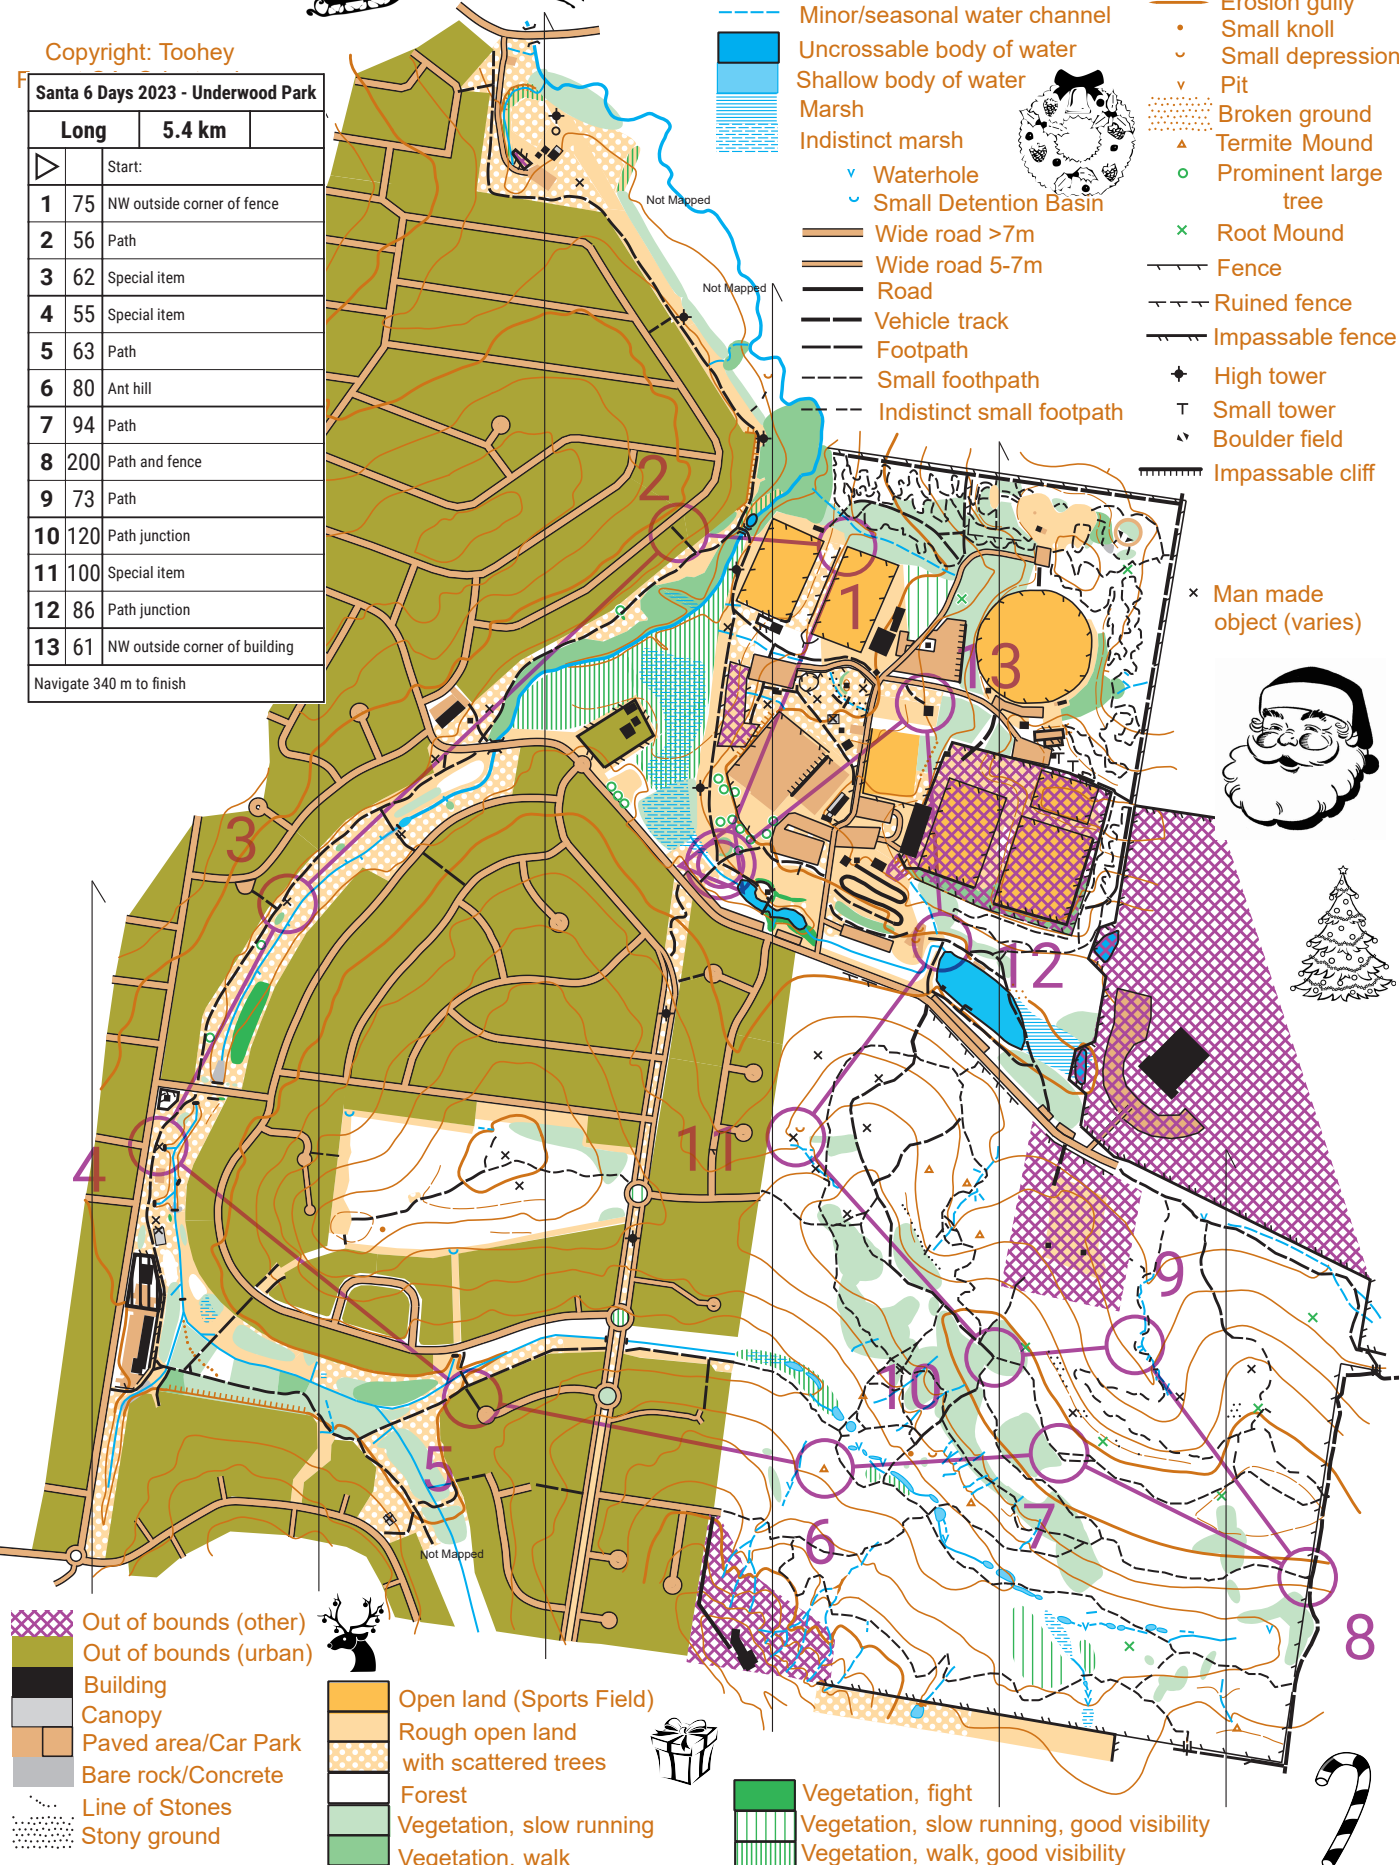 Copyright: Toohey
Santa 6 Days 2023 - Underwood Park
Long 5.4 km
Start:
1 75 NW outside corner of fence
2 56 Path
3 62 Special item
4 55 Special item
5 63 Path
6 80 Ant hill
7 94 Path
8 200 Path and fence
9 73 Path
10 120 Path junction
11 100 Special item
12 86 Path junction
13 61 NW outside corner of building
Navigate 340 m to finish
Minor/seasonal water channel
Uncrossable body of water
Shallow body of water
Marsh
Indistinct marsh
Waterhole
Small Detention Basin
Wide road >7m
Wide road 5-7m
Road
Vehicle track
Footpath
Small foothpath
Indistinct small footpath
Erosion gully
Small knoll
Small depression
Pit
Broken ground
Termite Mound
Prominent large
tree
Root Mound
Fence
Ruined fence
Impassable fence
High tower
Small tower
Boulder field
Impassable cliff
Man made
object (varies)
Not Mapped
Not Mapped
2
1
13
3
12
4
11
9
10
5
6
7
8
Not Mapped
Out of bounds (other)
Out of bounds (urban)
Building
Canopy
Paved area/Car Park
Bare rock/Concrete
Line of Stones
Stony ground
Open land (Sports Field)
Rough open land
with scattered trees
Forest
Vegetation, slow running
Vegetation, walk
Vegetation, fight
Vegetation, slow running, good visibility
Vegetation, walk, good visibility